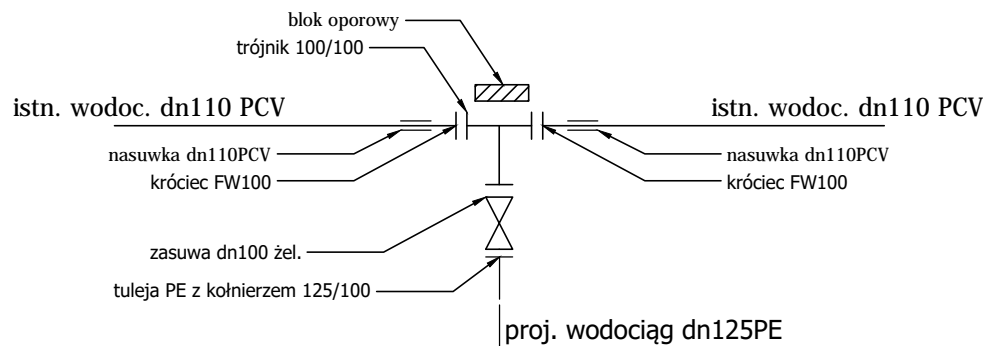 blok oporowy
trójnik 100/100
istn. wodoc. dn110 PCV
istn. wodoc. dn110 PCV
nasuwka dn110PCV
nasuwka dn110PCV
króciec FW100
króciec FW100
zasuwa dn100 żel.
tuleja PE z kołnierzem 125/100
proj. wodociąg dn125PE